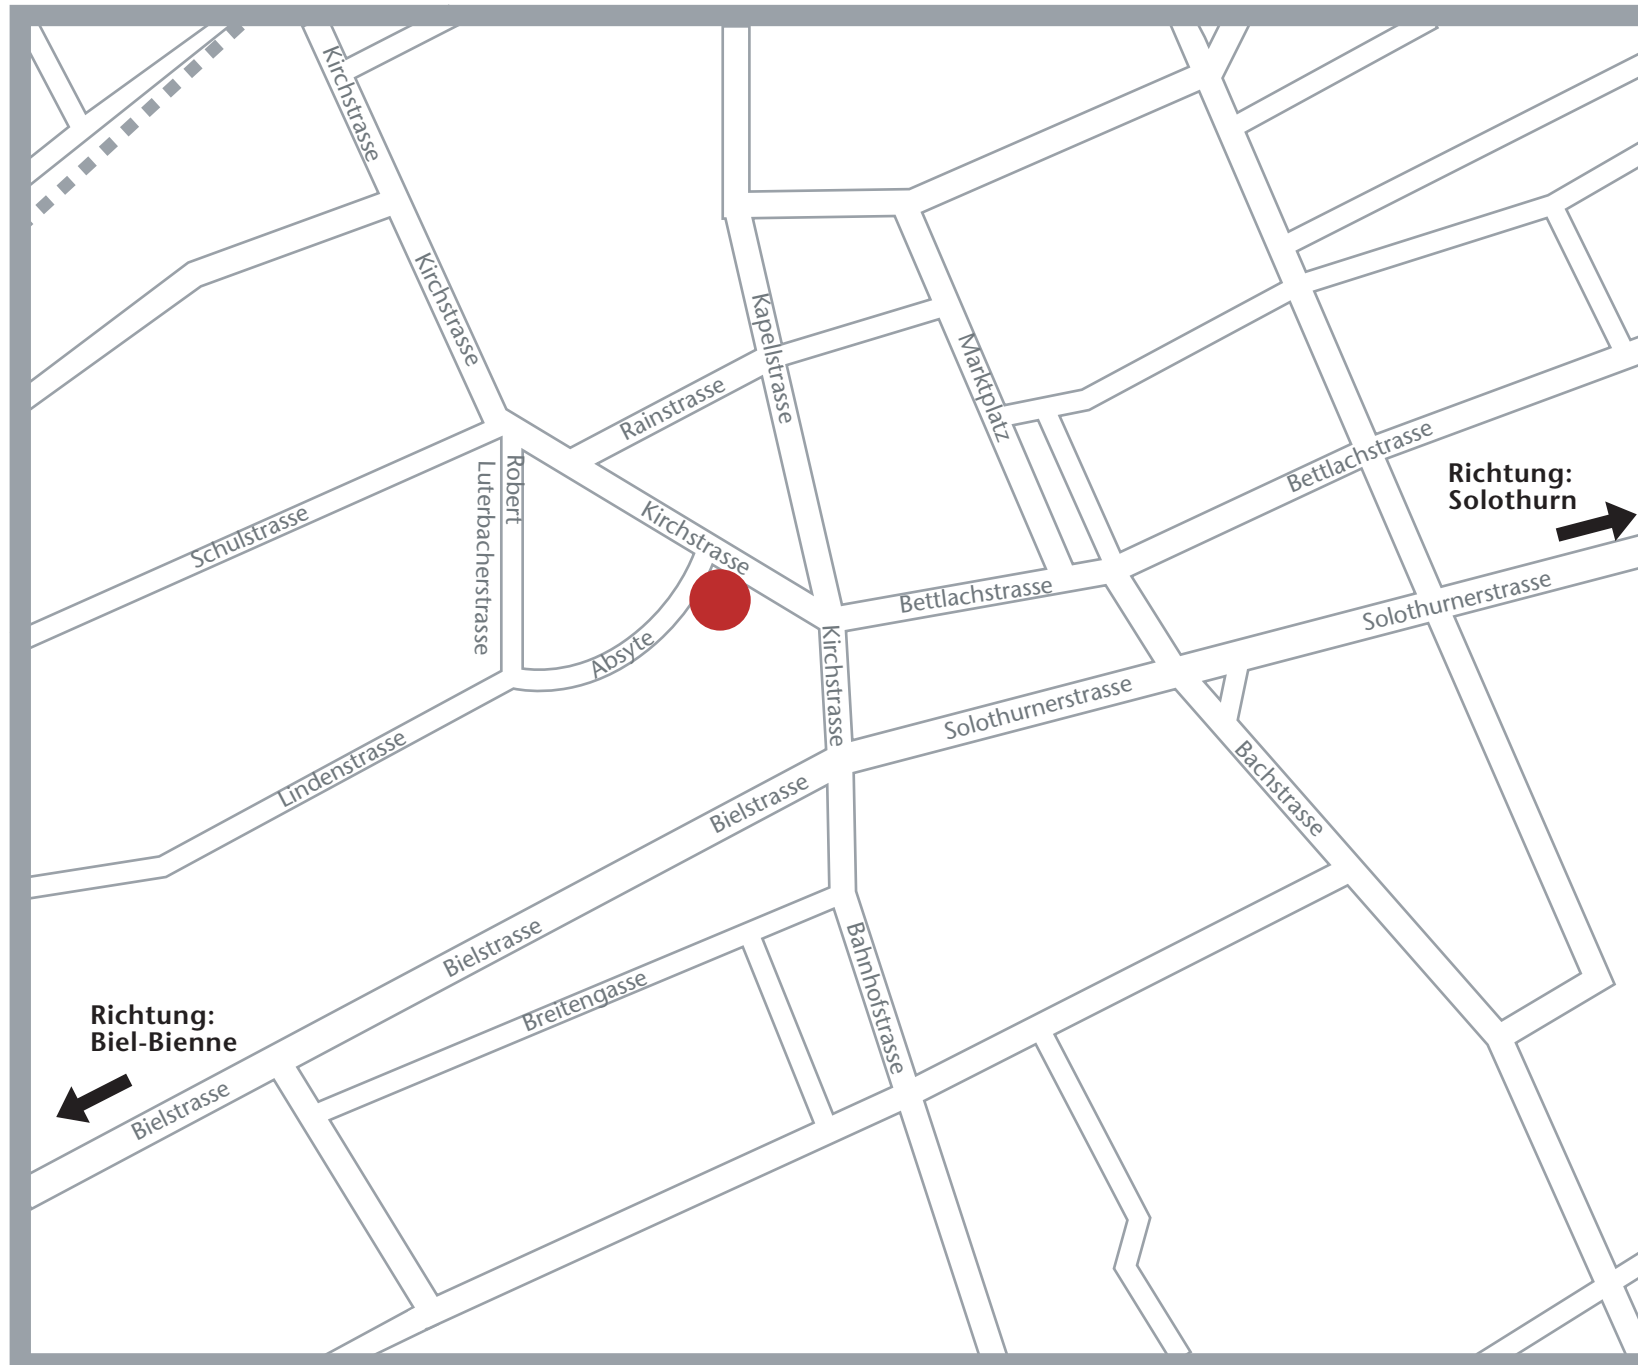 Kirchstrasse
Kirchstrasse
Kapellstrasse
Marktplatz
Rainstrasse
Bettlachstrasse
Richtung:
Solothurn
Robert
Luterbacherstrasse
Schulstrasse
Kirchstrasse
Bettlachstrasse
Solothurnerstrasse
Absyte
Kirchstrasse
Solothurnerstrasse
Lindenstrasse
Bielstrasse
Bachstrasse
Bielstrasse
Breitengasse
Bahnhofstrasse
Richtung:
Biel-Bienne
Bielstrasse